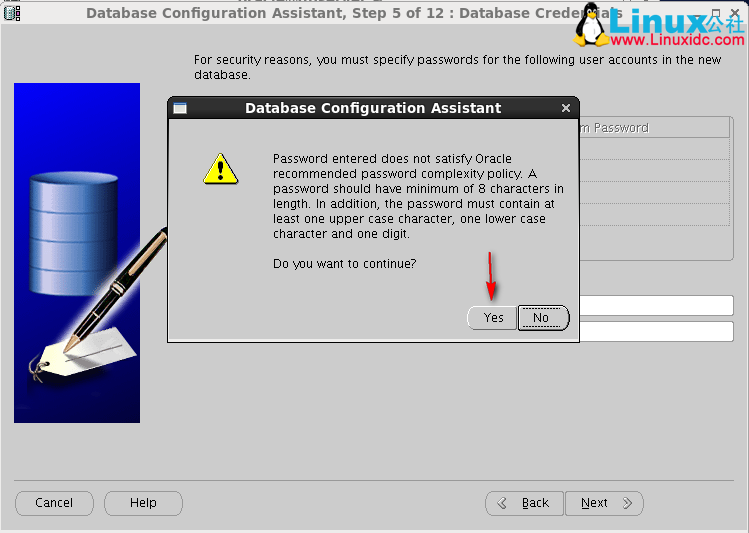 Database Configuration Assistant, Step 5 of 12 : Database Credentials
Linux公社
www.Linuxidc.com
For security reasons, you must specify passwords for the following user accounts in the new
database.
Database Configuration Assistant
m Password
Password entered does not satisfy Oracle
recommended password complexity policy. A
password should have minimum of 8 characters in
length. In addition, the password must contain at
least one upper case character, one lower case
character and one digit.
Do you want to continue?
Yes
No
Cancel
Help
Back
Next